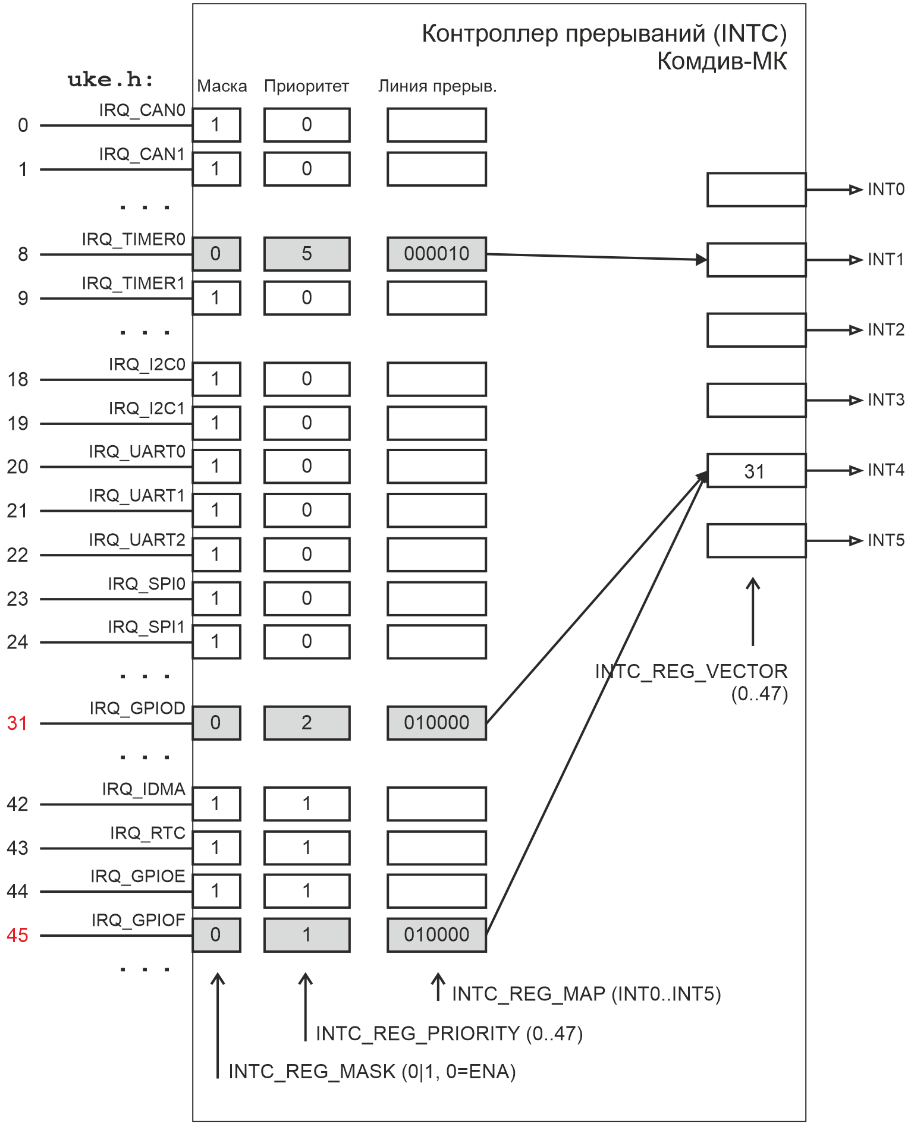 Контроллер прерываний (INTC)
Комдив-МК
uke.h:
Маска Приоритет Линия прерыв.
0 IRQ_CAN0 1 0
1 IRQ_CAN1 1 0
. . .
INT0
8 IRQ_TIMER0 0 5 000010 INT1
9 IRQ_TIMER1 1 0
. . .
INT2
18 IRQ_I2C0 1 0
INT3
19 IRQ_I2C1 1 0
20 IRQ_UART0 1 0 31 INT4
21 IRQ_UART1 1 0
22 IRQ_UART2 1 0 INT5
23 IRQ_SPI0 1 0
24 IRQ_SPI1 1 0
. . .
INTC_REG_VECTOR
(0..47)
31 IRQ_GPIOD 0 2 010000
. . .
42 IRQ_IDMA 1 1
43 IRQ_RTC 1 1
44 IRQ_GPIOE 1 1
45 IRQ_GPIOF 0 1 010000
. . .
INTC_REG_MAP (INT0..INT5)
INTC_REG_PRIORITY (0..47)
INTC_REG_MASK (0|1, 0=ENA)